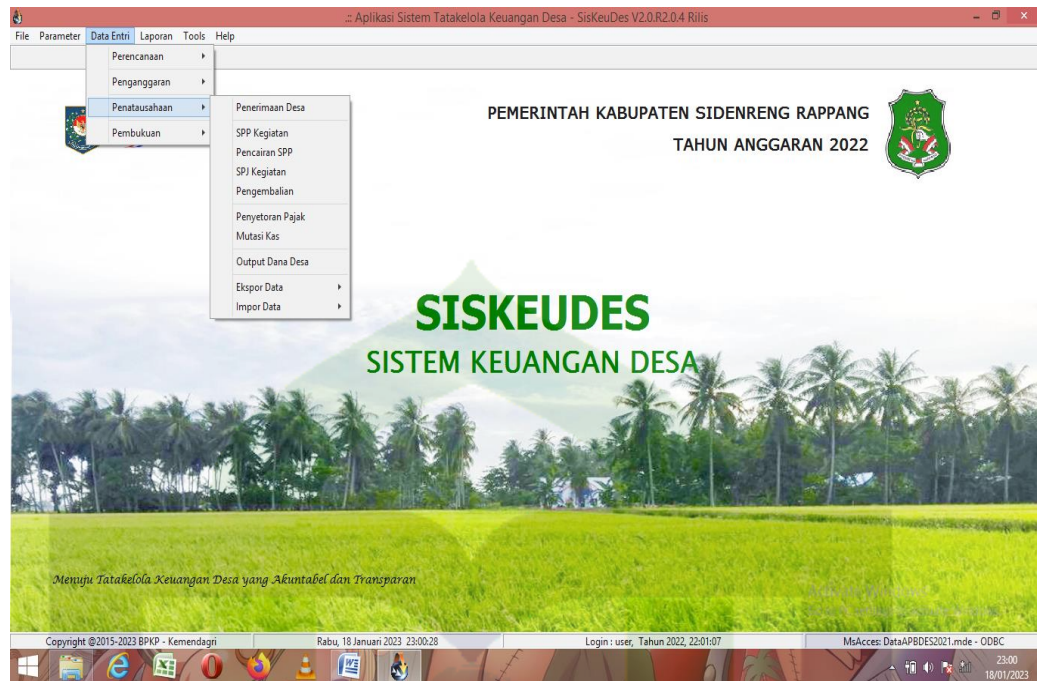 .:: Aplikasi Sistem Tatakelola Keuangan Desa - SisKeuDes V2.0.R2.0.4 Rilis
File Parameter Data Entri Laporan Tools Help
Perencanaan
Penganggaran
Penatausahaan
Pembukuan
Penerimaan Desa
SPP Kegiatan
Pencairan SPP
SPJ Kegiatan
Pengembalian
Penyetoran Pajak
Mutasi Kas
Output Dana Desa
Ekspor Data
Impor Data
PEMERINTAH KABUPATEN SIDENRENG RAPPANG
TAHUN ANGGARAN 2022
SISKEUDES
SISTEM KEUANGAN DESA
Menuju Tatakelola Keuangan Desa yang Akuntabel dan Transparan
Copyright @2015-2023 BPKP - Kemendagri Rabu, 18 Januari 2023 23:00:28 Login : user, Tahun 2022, 22:01:07 MsAcces: DataAPBDES2021.mde - ODBC
23:00
18/01/2023